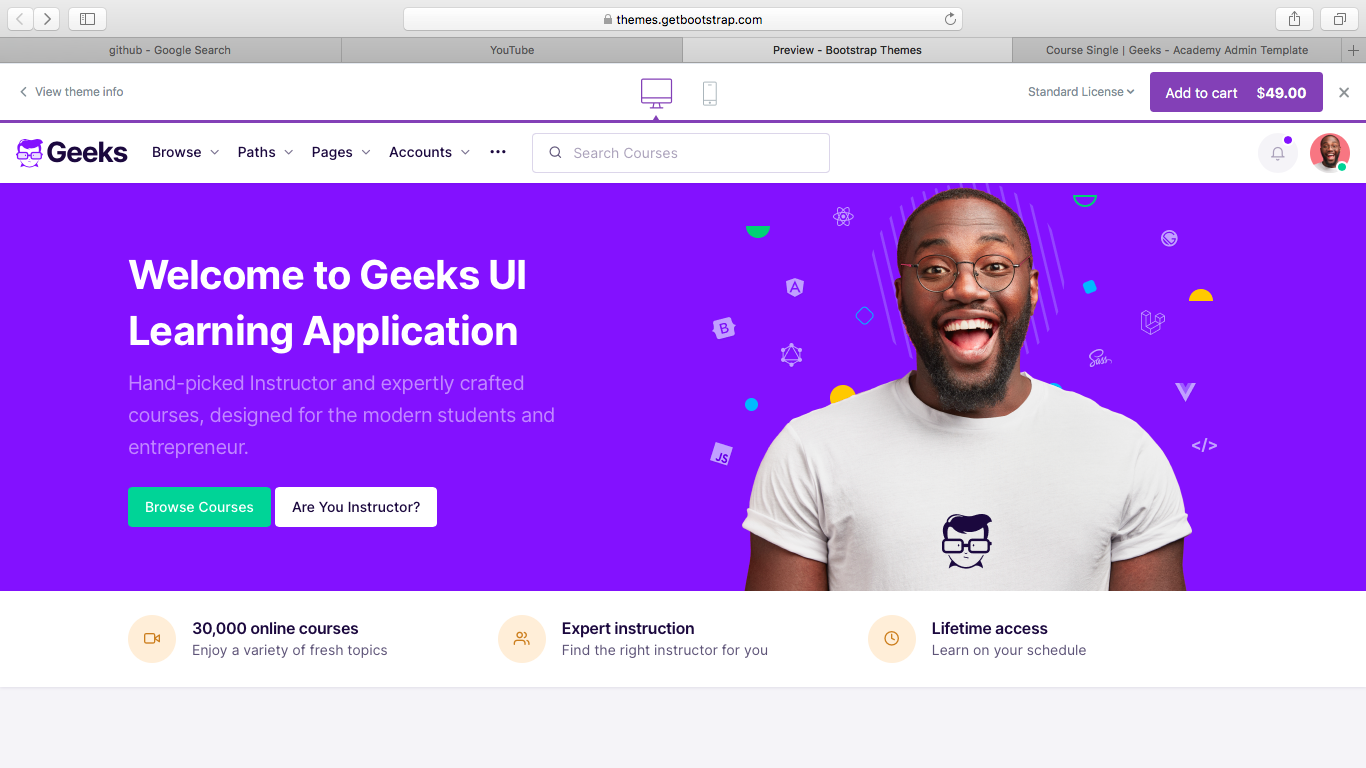 themes.getbootstrap.com
github - Google Search
YouTube
Preview - Bootstrap Themes
Course Single | Geeks - Academy Admin Template
View theme info
Standard License
Add to cart $49.00
Geeks
Browse
Paths
Pages
Accounts
Search Courses
Welcome to Geeks UI
Learning Application
Hand-picked Instructor and expertly crafted
courses, designed for the modern students and
entrepreneur.
Browse Courses
Are You Instructor?
A
B
Sass
JS
</>
30,000 online courses
Enjoy a variety of fresh topics
Expert instruction
Find the right instructor for you
Lifetime access
Learn on your schedule